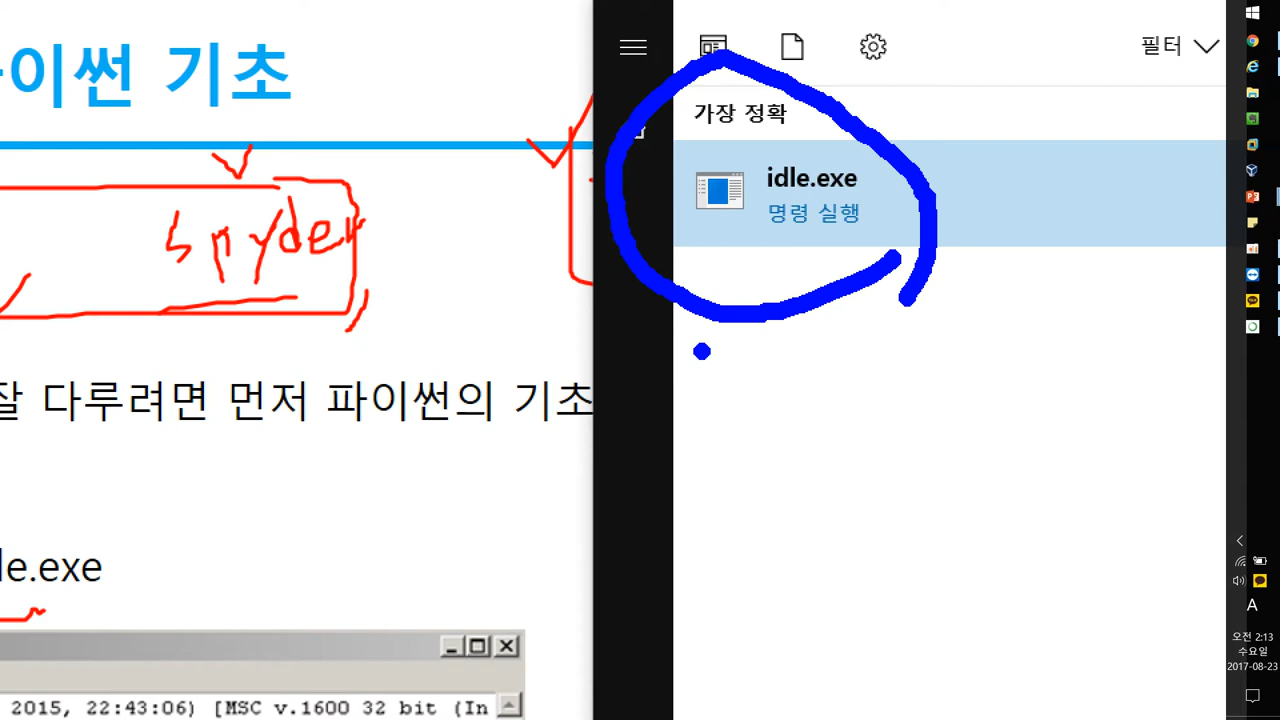 이썬 기초
spyder
잘 다루려면 먼저 파이썬의 기초
le.exe
2015, 22:43:06) [MSC v.1600 32 bit (In
필터
가장 정확
idle.exe
명령 실행
A
오전 2:13
수요일
2017-08-23